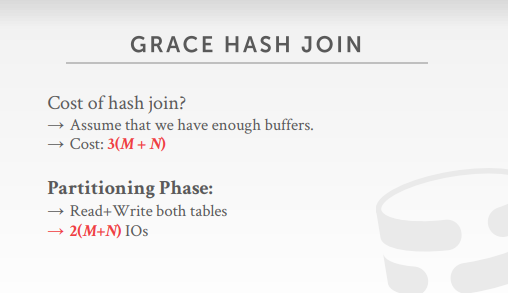 GRACE HASH JOIN
Cost of hash join?
→ Assume that we have enough buffers.
→ Cost: 3(M + N)
Partitioning Phase:
→ Read+Write both tables
→ 2(M+N) IOs